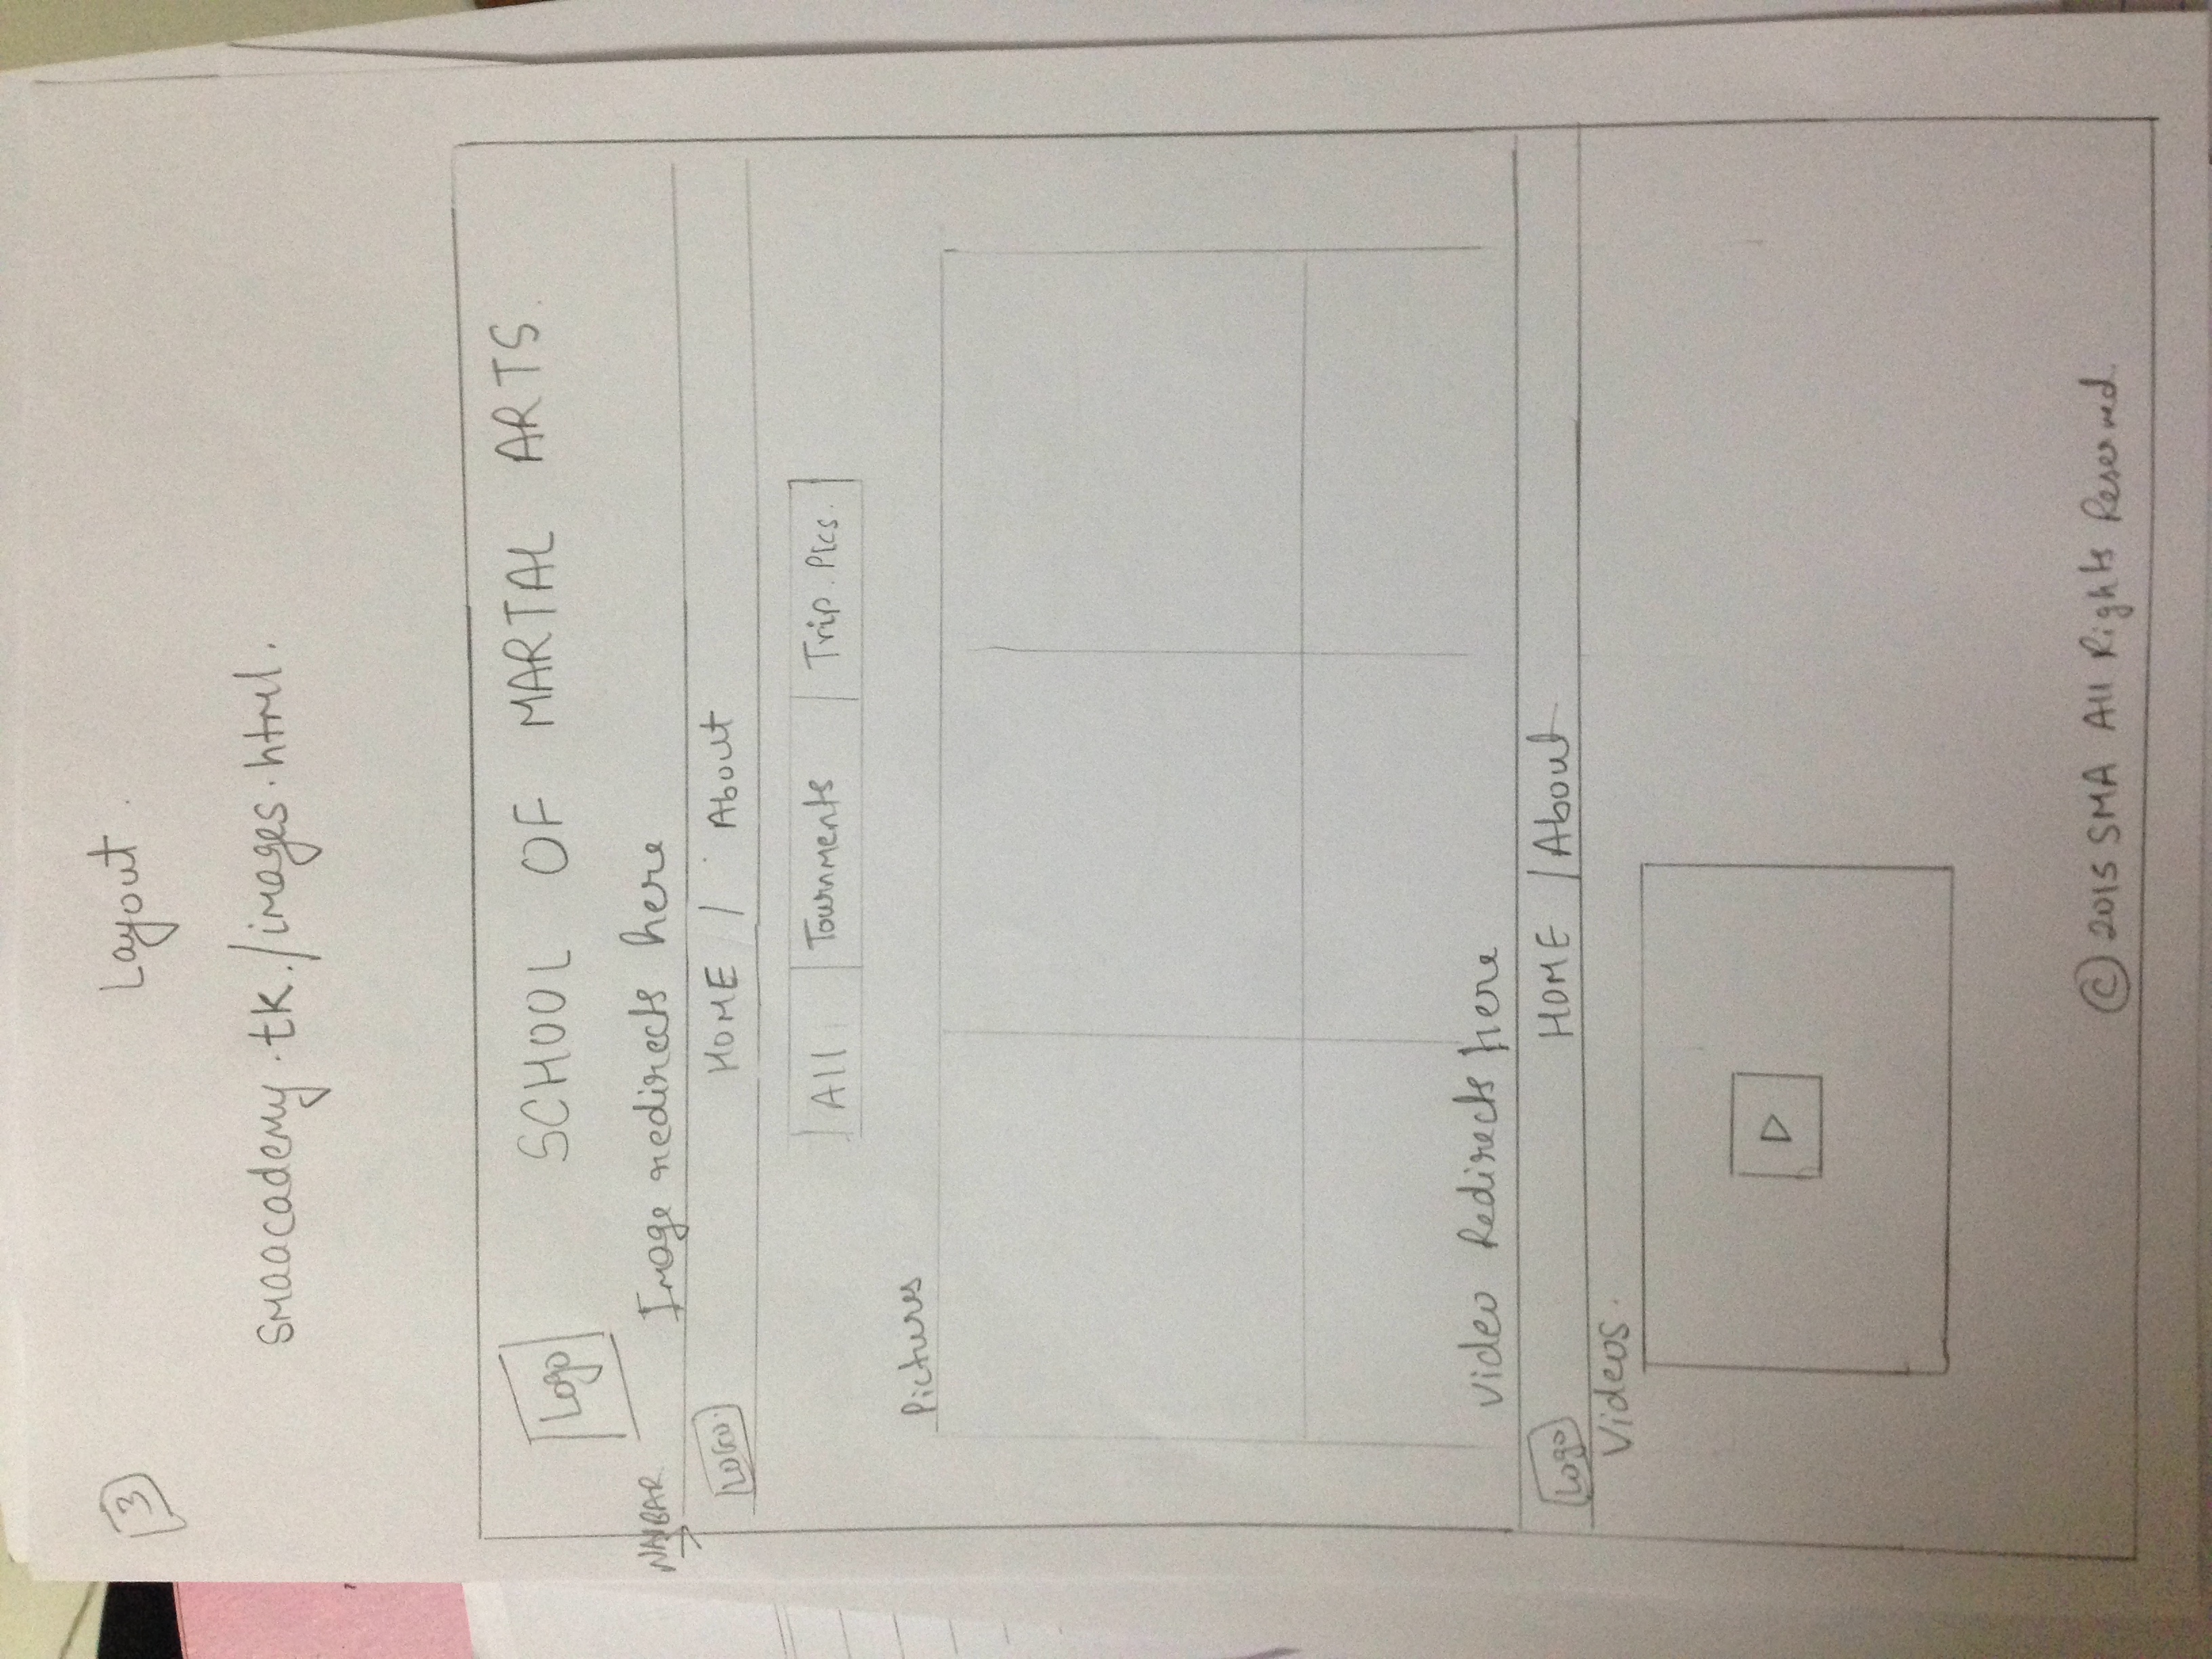 3
Layout.
smaacademy.tk./images.html.
Logo
SCHOOL OF MARTAL ARTS.
NAVBAR
Image redirects here
LOGO.
HOME / About
All Tournments Trip. Pics.
Pictures
Video Redirects here
Logo
HOME / About
Videos.
© 2015 SMA All Rights Reserved